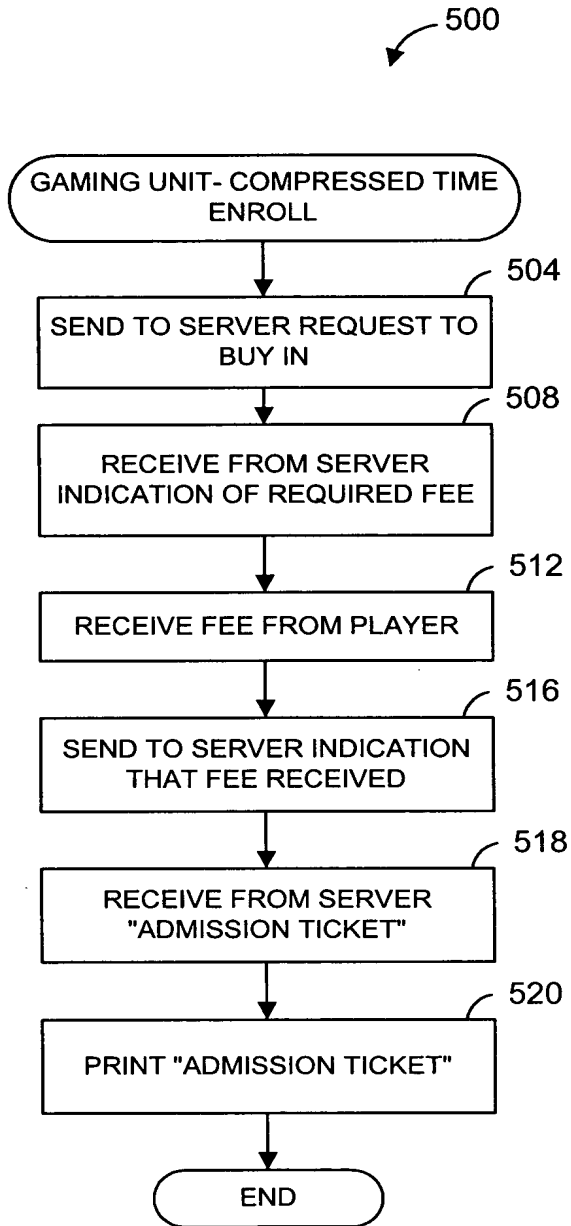 500
GAMING UNIT- COMPRESSED TIME
ENROLL
504
SEND TO SERVER REQUEST TO
BUY IN
508
RECEIVE FROM SERVER
INDICATION OF REQUIRED FEE
512
RECEIVE FEE FROM PLAYER
516
SEND TO SERVER INDICATION
THAT FEE RECEIVED
518
RECEIVE FROM SERVER
"ADMISSION TICKET"
520
PRINT "ADMISSION TICKET"
END